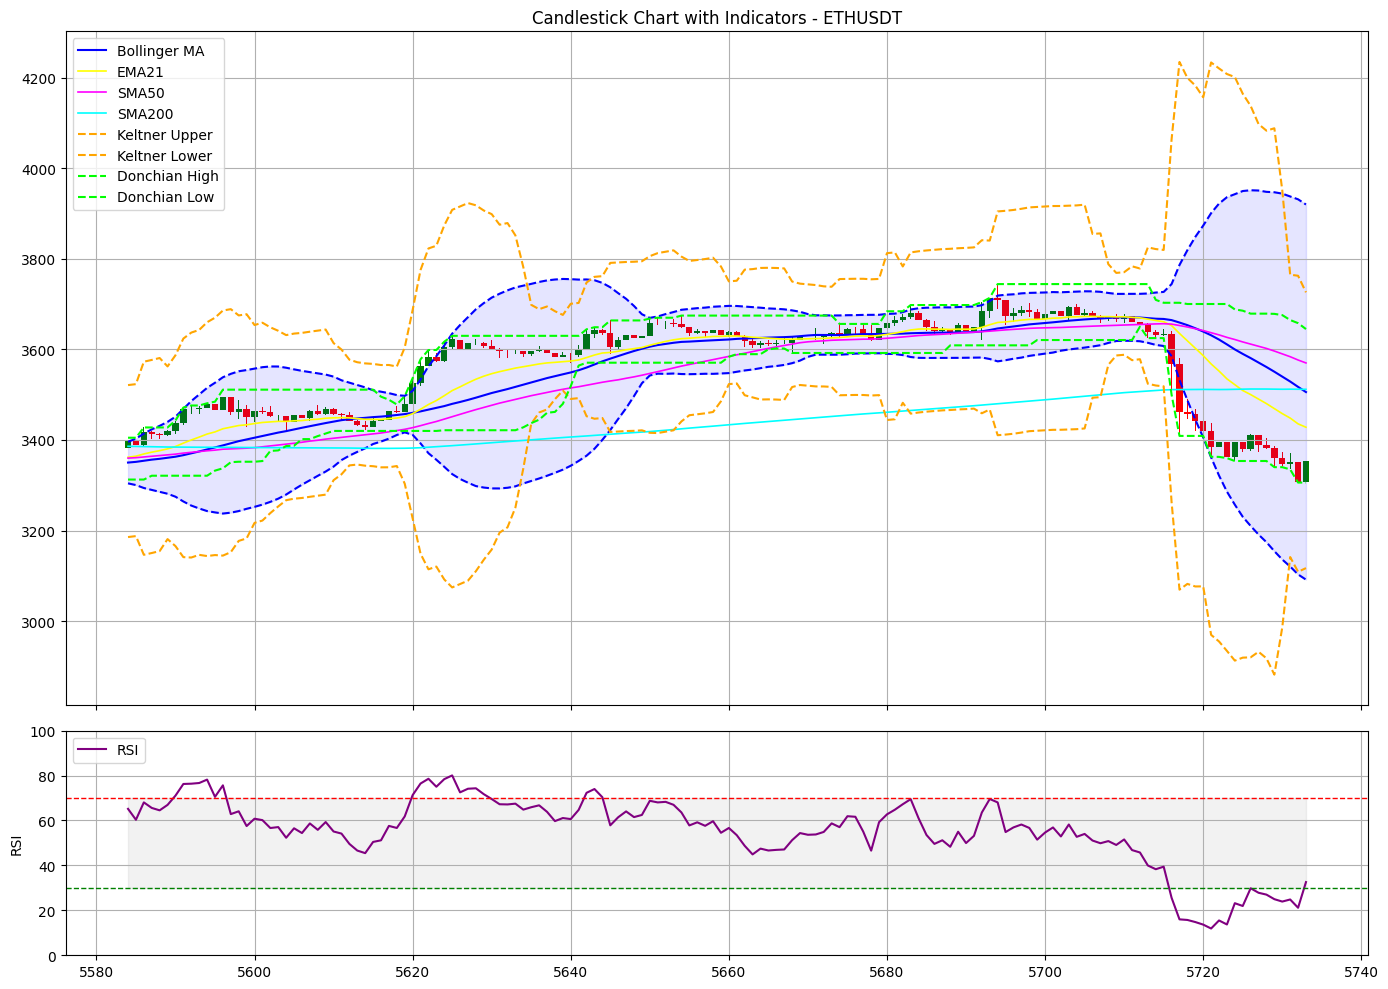 Candlestick Chart with Indicators - ETHUSDT
Bollinger MA
EMA21
SMA50
SMA200
Keltner Upper
Keltner Lower
Donchian High
Donchian Low
4200
4000
3800
3600
3400
3200
3000
RSI
100
80
60
40
20
0
RSI
5580
5600
5620
5640
5660
5680
5700
5720
5740